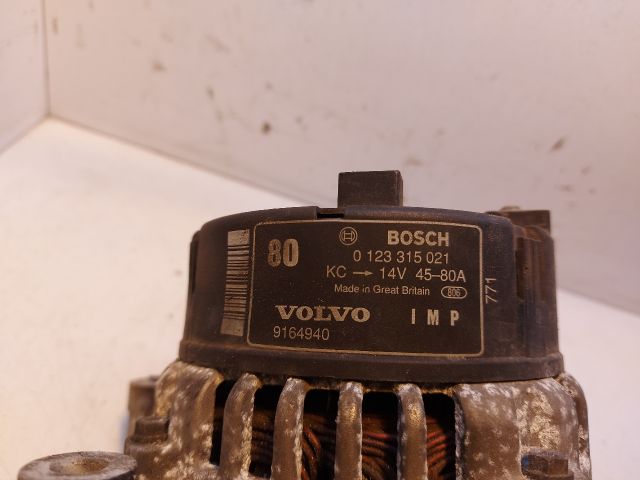 80 BOSCH
0 123 315 021
KC → 14V 45-80A
Made in Great Britain 806
771
VOLVO IMP
9164940